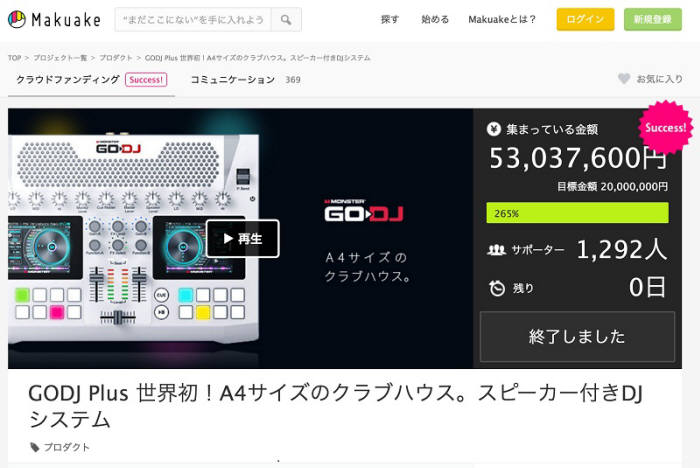 Makuake
“まだここにない”を手に入れよう
探す
始める
Makuakeとは？
ログイン
新規登録
TOP > プロジェクト一覧 > プロダクト > GODJ Plus 世界初！A4サイズのクラブハウス。スピーカー付きDJシステム
クラウドファンディング Success!
コミュニケーション 369
お気に入り
GO DJ
MONSTER
GO DJ
A4サイズの
クラブハウス。
再生
CUE
集まっている金額
Success!
53,037,600円
目標金額 20,000,000円
265%
サポーター 1,292人
残り 0日
終了しました
GODJ Plus 世界初！A4サイズのクラブハウス。スピーカー付きDJ
システム
プロダクト